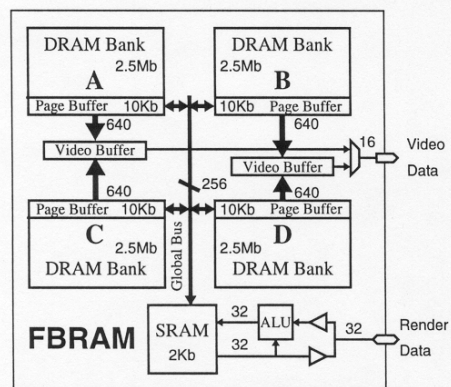 DRAM Bank
A 2.5Mb
Page Buffer 10Kb
DRAM Bank
2.5Mb B
10Kb Page Buffer
640
640
16
Video Buffer
Video
Data
Video Buffer
640
256
640
Page Buffer 10Kb
C 2.5Mb
DRAM Bank
10Kb Page Buffer
2.5Mb D
DRAM Bank
Global Bus
FBRAM
SRAM
2Kb
32
32
ALU
32
Render
Data